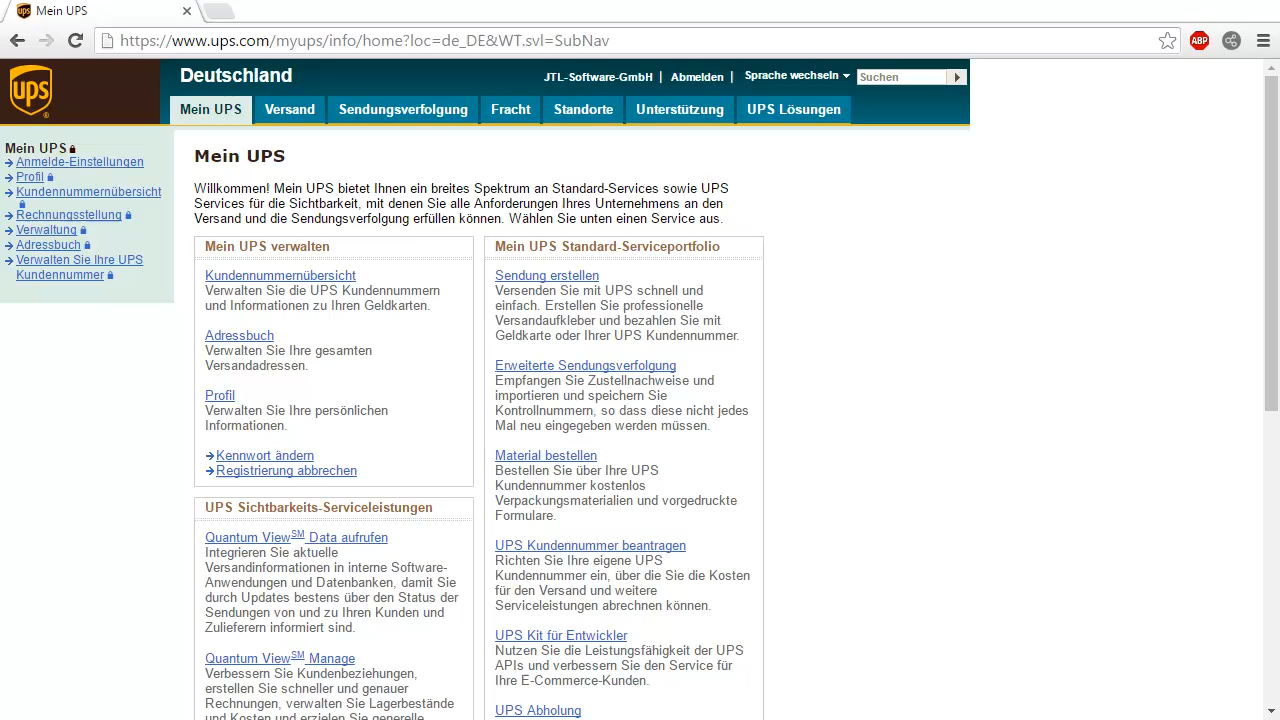 Mein UPS
https://www.ups.com/myups/info/home?loc=de_DE&WT.svl=SubNav
ABP
ups
Deutschland
JTL-Software-GmbH | Abmelden | Sprache wechseln
Suchen
Mein UPS
Versand
Sendungsverfolgung
Fracht
Standorte
Unterstützung
UPS Lösungen
Mein UPS
Anmelde-Einstellungen
Profil
Kundennummernübersicht
Rechnungsstellung
Verwaltung
Adressbuch
Verwalten Sie Ihre UPS
Kundennummer
Mein UPS
Willkommen! Mein UPS bietet Ihnen ein breites Spektrum an Standard-Services sowie UPS
Services für die Sichtbarkeit, mit denen Sie alle Anforderungen Ihres Unternehmens an den
Versand und die Sendungsverfolgung erfüllen können. Wählen Sie unten einen Service aus.
Mein UPS verwalten
Kundennummernübersicht
Verwalten Sie die UPS Kundennummern
und Informationen zu Ihren Geldkarten.
Adressbuch
Verwalten Sie Ihre gesamten
Versandadressen.
Profil
Verwalten Sie Ihre persönlichen
Informationen.
Kennwort ändern
Registrierung abbrechen
UPS Sichtbarkeits-Serviceleistungen
Quantum View SM Data aufrufen
Integrieren Sie aktuelle
Versandinformationen in interne Software-
Anwendungen und Datenbanken, damit Sie
durch Updates bestens über den Status der
Sendungen von und zu Ihren Kunden und
Zulieferern informiert sind.
Quantum View SM Manage
Verbessern Sie Kundenbeziehungen,
erstellen Sie schneller und genauer
Rechnungen, verwalten Sie Lagerbestände
und Kosten und erzielen Sie generelle
Mein UPS Standard-Serviceportfolio
Sendung erstellen
Versenden Sie mit UPS schnell und
einfach. Erstellen Sie professionelle
Versandaufkleber und bezahlen Sie mit
Geldkarte oder Ihrer UPS Kundennummer.
Erweiterte Sendungsverfolgung
Empfangen Sie Zustellnachweise und
importieren und speichern Sie
Kontrollnummern, so dass diese nicht jedes
Mal neu eingegeben werden müssen.
Material bestellen
Bestellen Sie über Ihre UPS
Kundennummer kostenlos
Verpackungsmaterialien und vorgedruckte
Formulare.
UPS Kundennummer beantragen
Richten Sie Ihre eigene UPS
Kundennummer ein, über die Sie die Kosten
für den Versand und weitere
Serviceleistungen abrechnen können.
UPS Kit für Entwickler
Nutzen Sie die Leistungsfähigkeit der UPS
APIs und verbessern Sie den Service für
Ihre E-Commerce-Kunden.
UPS Abholung